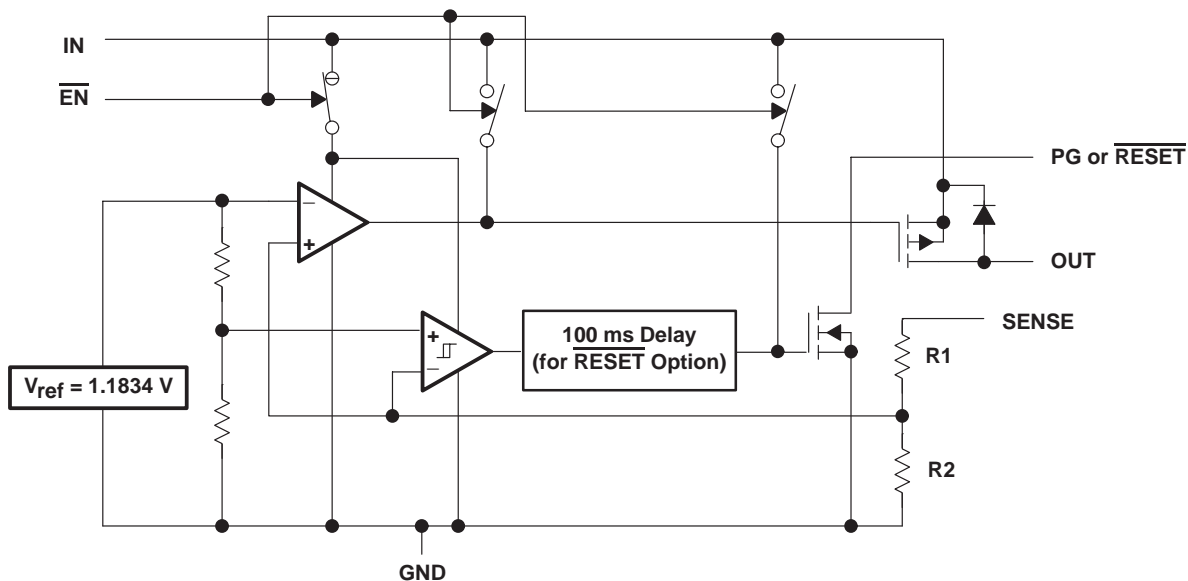 IN
EN
PG or RESET
OUT
SENSE
−
+
+
−
100 ms Delay
(for RESET Option)
R1
Vref = 1.1834 V
R2
GND